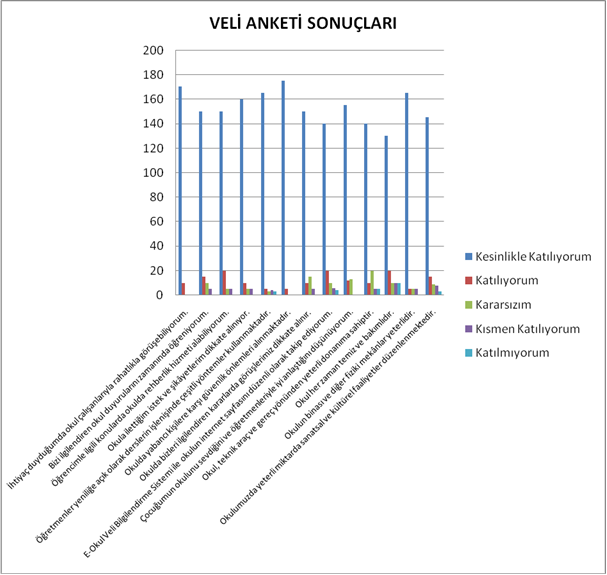 VELİ ANKETİ SONUÇLARI
200
180
160
140
120
100
80
60
40
20
0
Kesinlikle Katılıyorum
Katılıyorum
Kararsızım
Kısmen Katılıyorum
Katılmıyorum
İhtiyaç duyduğumda okul çalışanlarıyla rahatlıkla görüşebiliyorum.
Bizi ilgilendiren okul duyurularını zamanında öğreniyorum.
Öğrencimle ilgili konularda okulda rehberlik hizmeti alabiliyorum.
Okula ilettiğim istek ve şikayetlerim dikkate alınıyor.
Öğretmenler yeniliğe açık olarak derslerin işlenişinde çeşitli yöntemler kullanmaktadır.
Okulda yabancı kişilere karşı güvenlik önlemleri alınmaktadır.
Okulda bizleri ilgilendiren kararlarda görüşlerimiz dikkate alınır.
E-Okul Veli Bilgilendirme Sistemi ile okulun internet sayfasını düzenli olarak takip ediyorum.
Çocuğumun okulunu sevdiğini ve öğretmenleriyle iyi anlaştığını düşünüyorum.
Okul, teknik araç ve gereç yönünden yeterli donanıma sahiptir.
Okul her zaman temiz ve bakımlıdır.
Okulun binası ve diğer fiziki mekânlar yeterlidir.
Okulumuzda yeterli miktarda sanatsal ve kültürel faaliyetler düzenlenmektedir.